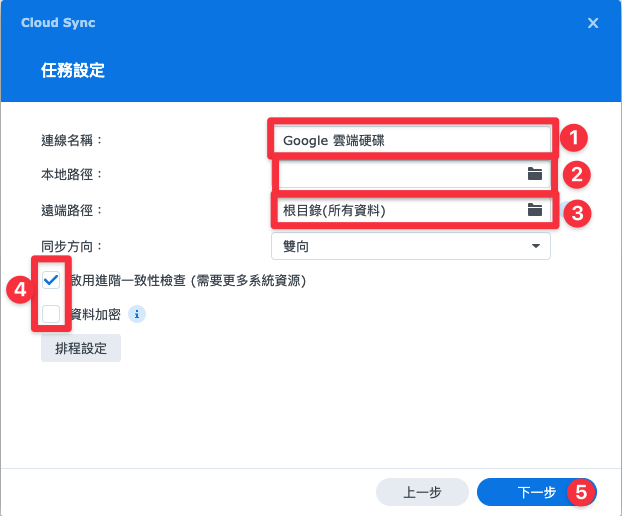 Cloud Sync
任務設定
連線名稱：
Google 雲端硬碟
1
本地路徑：
2
遠端路徑：
根目錄(所有資料)
3
同步方向：
雙向
4
啟用進階一致性檢查 (需要更多系統資源)
資料加密
i
排程設定
上一步
下一步
5